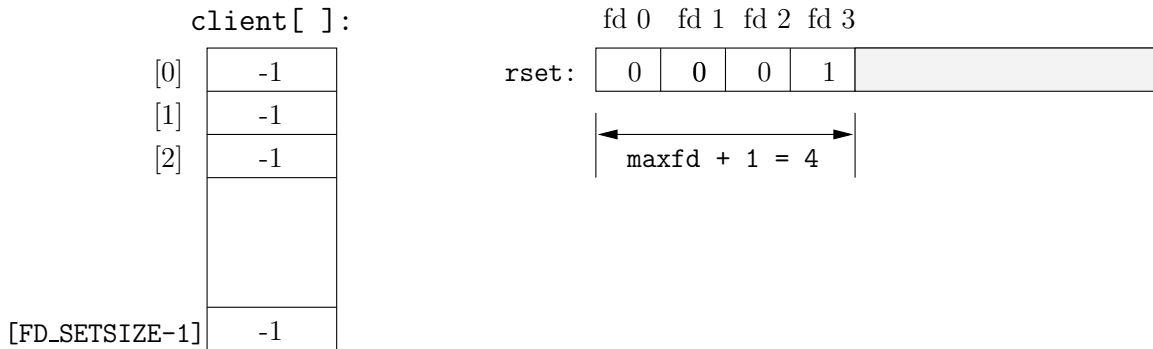 client[ ]:
fd 0 fd 1 fd 2 fd 3
[0] -1
rset: 0 0 0 1
[1] -1
[2] -1
maxfd + 1 = 4
[FD_SETSIZE-1] -1